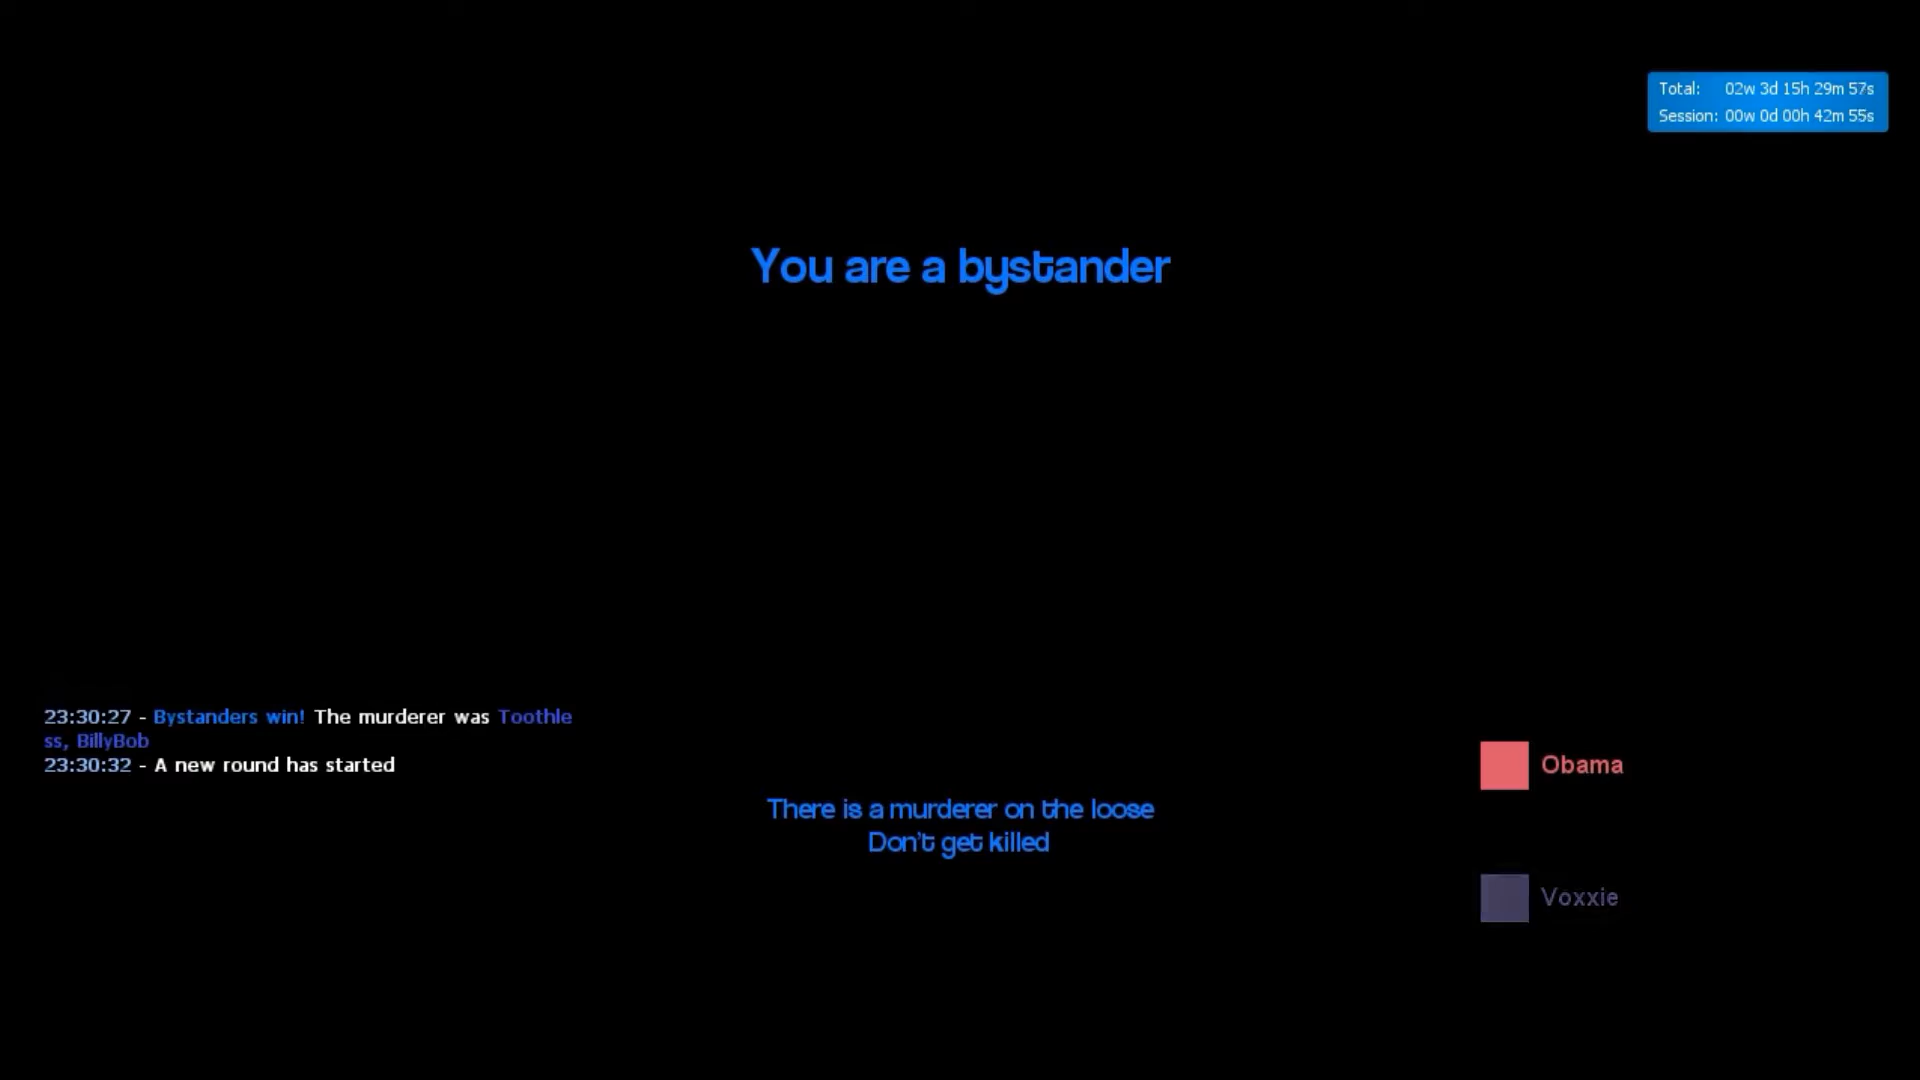 Total: 02w 3d 15h 29m 57s
Session: 00w 0d 00h 42m 55s
You are a bystander
23:30:27 - Bystanders win! The murderer was Toothle
ss, BillyBob
23:30:32 - A new round has started
There is a murderer on the loose
Don't get killed
Obama
Voxxie